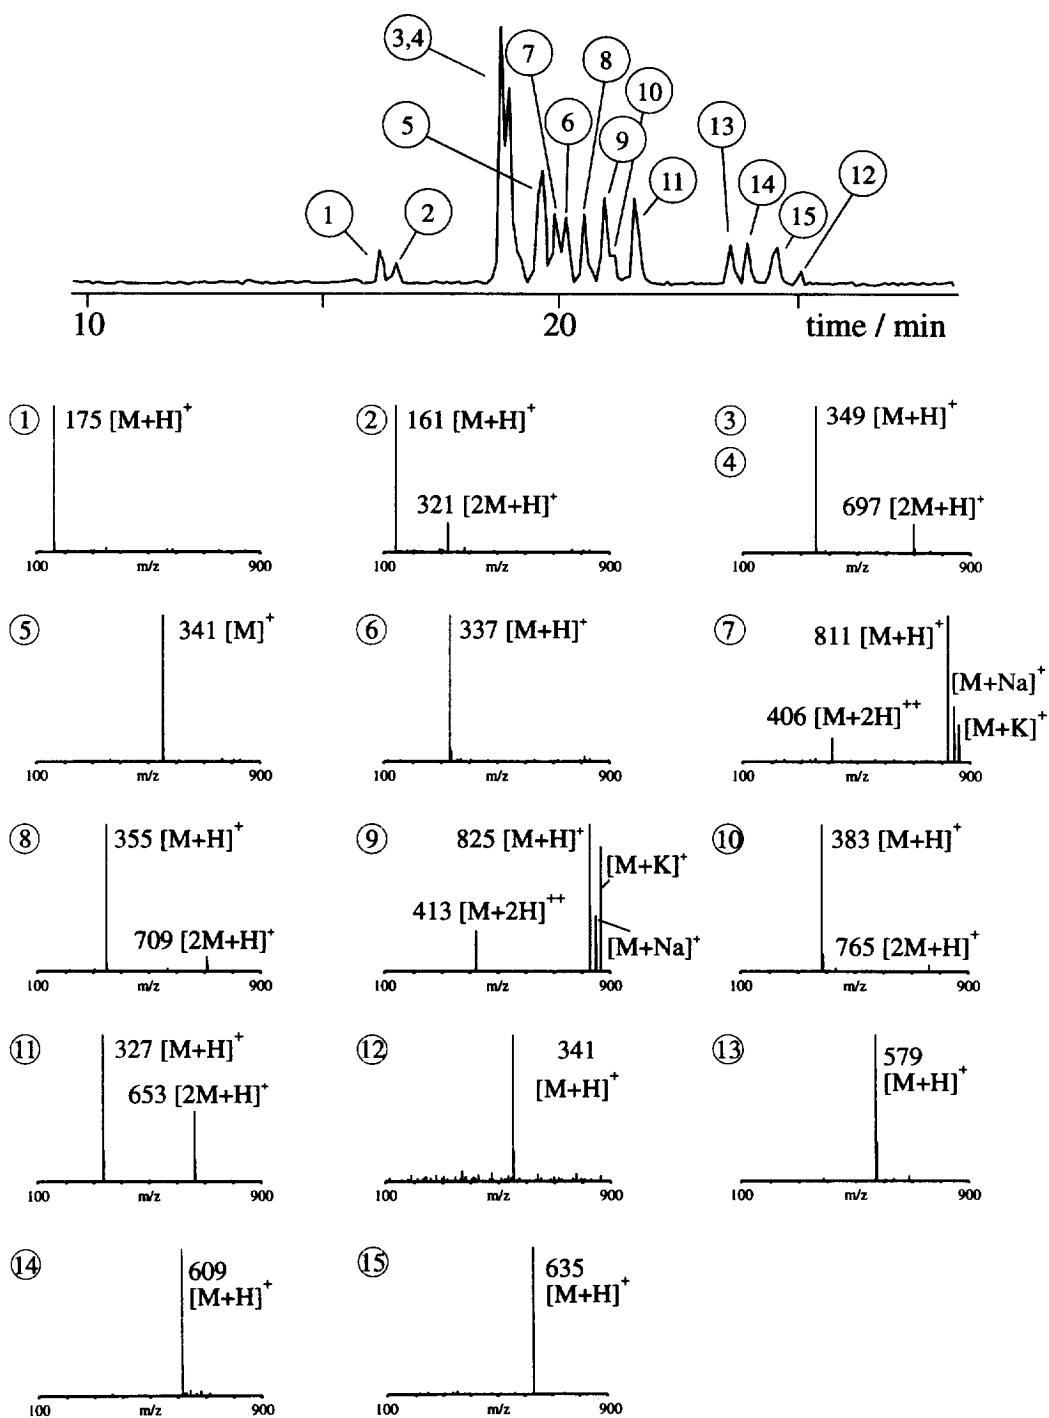 3,4
7
8
10
5
6
9
13
14
12
11
15
1
2
10 20 time / min
① 175 [M+H]+
100 m/z 900
② 161 [M+H]+
321 [2M+H]+
100 m/z 900
③
④
349 [M+H]+
697 [2M+H]+
100 m/z 900
⑤ 341 [M]+
100 m/z 900
⑥ 337 [M+H]+
100 m/z 900
⑦ 811 [M+H]+
[M+Na]+
406 [M+2H]++
[M+K]+
100 m/z 900
⑧ 355 [M+H]+
709 [2M+H]+
100 m/z 900
⑨ 825 [M+H]+
[M+K]+
413 [M+2H]++
[M+Na]+
100 m/z 900
⑩ 383 [M+H]+
765 [2M+H]+
100 m/z 900
⑪ 327 [M+H]+
653 [2M+H]+
100 m/z 900
⑫ 341
[M+H]+
100 m/z 900
⑬ 579
[M+H]+
100 m/z 900
⑭ 609
[M+H]+
100 m/z 900
⑮ 635
[M+H]+
100 m/z 900